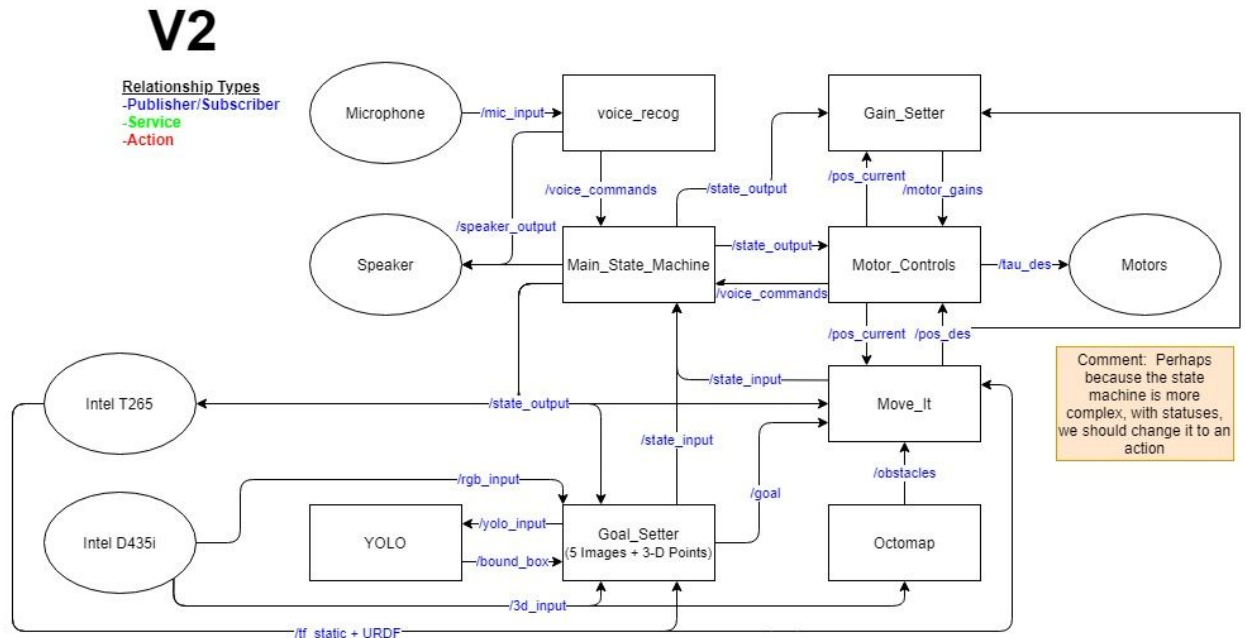 V2
Relationship Types
-Publisher/Subscriber
-Service
-Action
Microphone
/mic_input
voice_recog
Gain_Setter
/voice_commands
/state_output
/pos_current
/motor_gains
/speaker_output
Speaker
Main_State_Machine
/state_output
/voice_commands
Motor_Controls
/tau_des
Motors
/pos_current
/pos_des
Comment: Perhaps
because the state
machine is more
complex, with statuses,
we should change it to an
action
Intel T265
/state_output
/state_input
Move_It
/state_input
/rgb_input
/goal
/obstacles
Intel D435i
YOLO
/yolo_input
/bound_box
Goal_Setter
(5 Images + 3-D Points)
Octomap
/3d_input
/tf_static + URDF